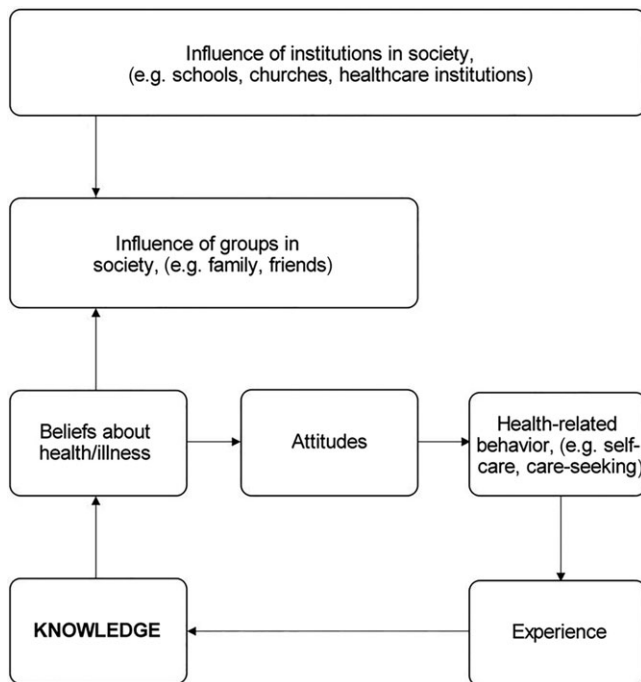 Influence of institutions in society,
(e.g. schools, churches, healthcare institutions)
Influence of groups in
society, (e.g. family, friends)
Beliefs about
health/illness
Attitudes
Health-related
behavior, (e.g. self-
care, care-seeking)
KNOWLEDGE
Experience